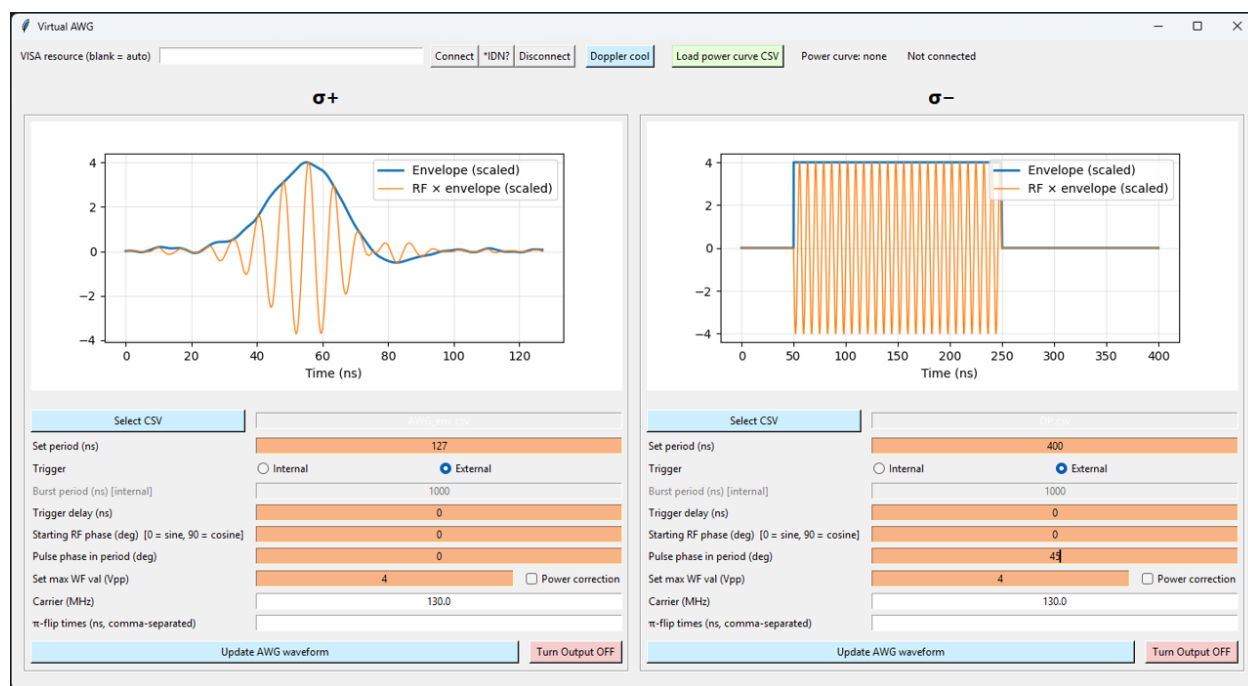 Virtual AWG
VISA resource (blank = auto) Connect *IDN? Disconnect Doppler cool Load power curve CSV Power curve: none Not connected
σ+
4
2
0
−2
−4
Envelope (scaled)
RF × envelope (scaled)
0 20 40 60 80 100 120
Time (ns)
Select CSV
Set period (ns) 127
Trigger Internal External
Burst period (ns) [internal] 1000
Trigger delay (ns) 0
Starting RF phase (deg) [0 = sine, 90 = cosine] 0
Pulse phase in period (deg) 0
Set max WF val (Vpp) 4 Power correction
Carrier (MHz) 130.0
π-flip times (ns, comma-separated)
Update AWG waveform Turn Output OFF
σ−
4
2
0
−2
−4
Envelope (scaled)
RF × envelope (scaled)
0 50 100 150 200 250 300 350 400
Time (ns)
Select CSV
Set period (ns) 400
Trigger Internal External
Burst period (ns) [internal] 1000
Trigger delay (ns) 0
Starting RF phase (deg) [0 = sine, 90 = cosine] 0
Pulse phase in period (deg) 45
Set max WF val (Vpp) 4 Power correction
Carrier (MHz) 130.0
π-flip times (ns, comma-separated)
Update AWG waveform Turn Output OFF